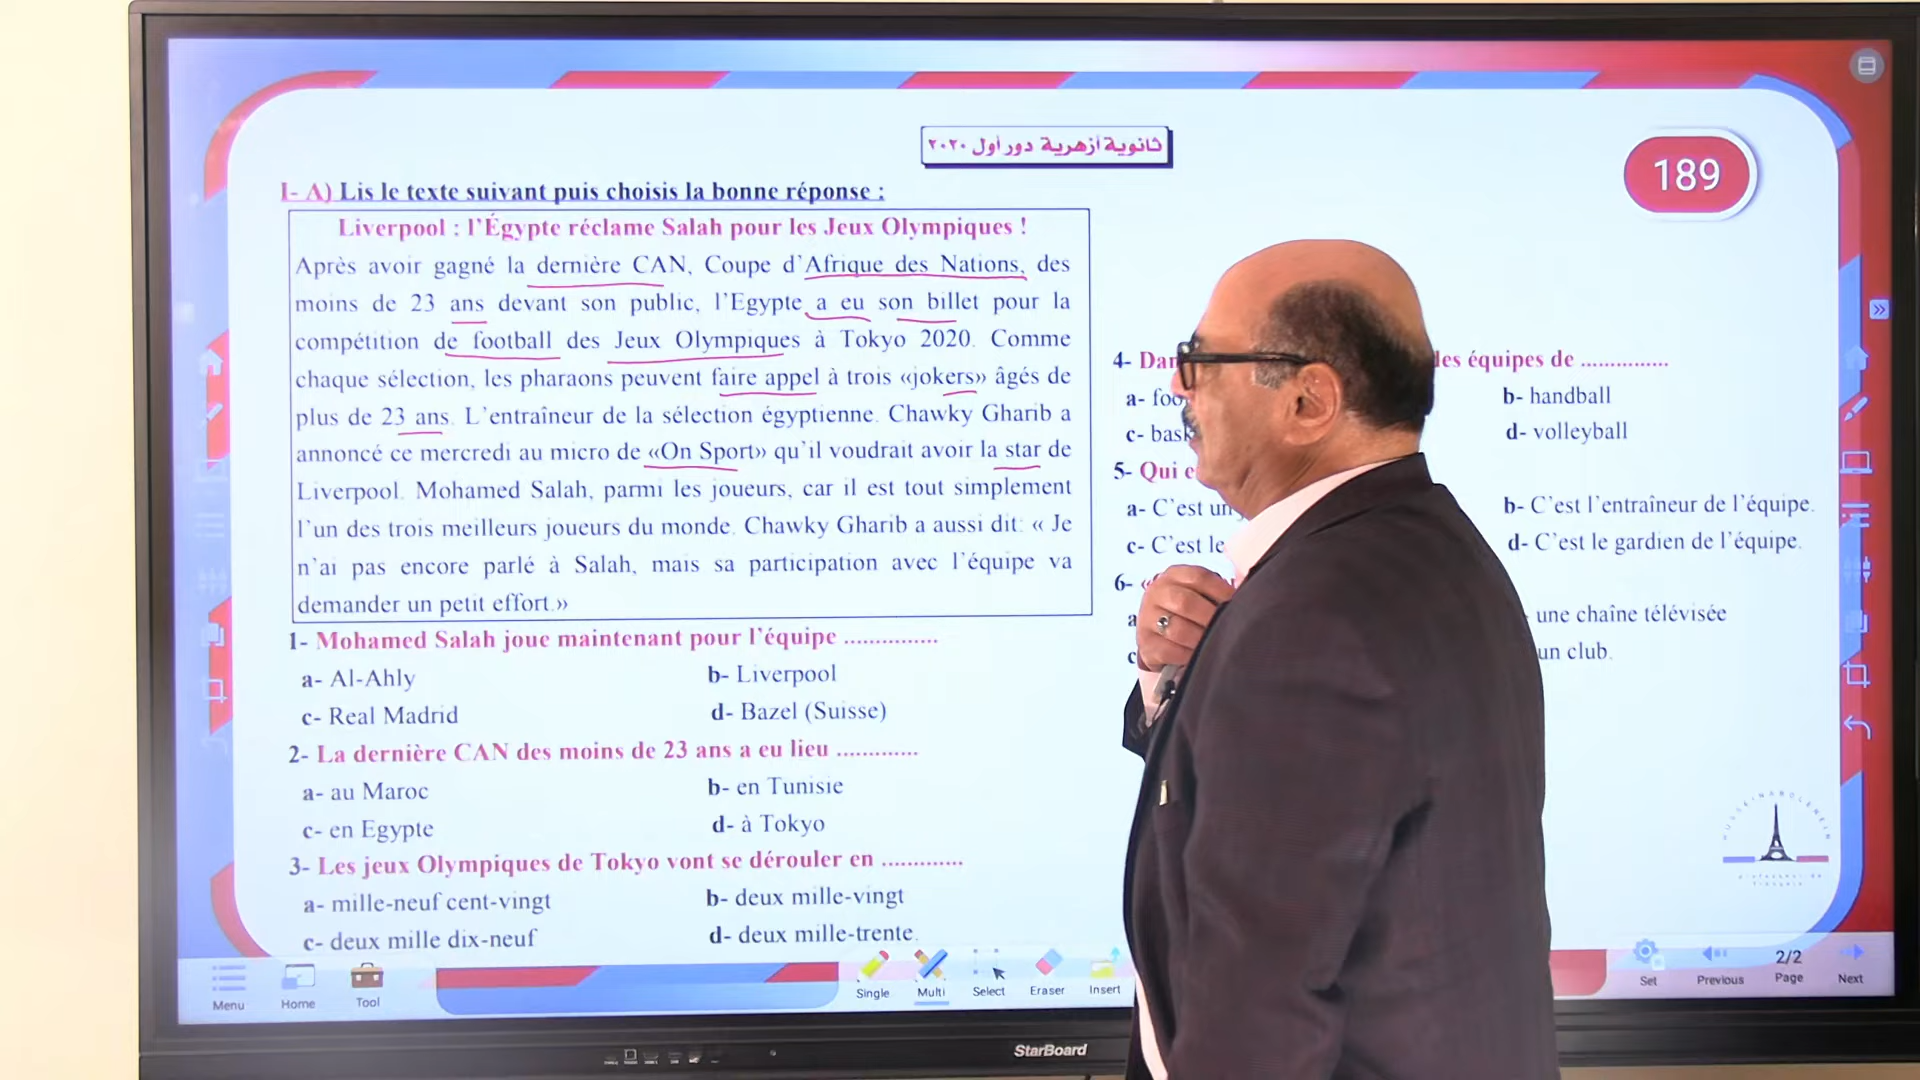 ثانوية أزهرية دور أول ٢٠٢٠
189
I- A) Lis le texte suivant puis choisis la bonne réponse :
Liverpool : l’Égypte réclame Salah pour les Jeux Olympiques !
Après avoir gagné la dernière CAN, Coupe d’Afrique des Nations, des
moins de 23 ans devant son public, l’Egypte a eu son billet pour la
compétition de football des Jeux Olympiques à Tokyo 2020. Comme
chaque sélection, les pharaons peuvent faire appel à trois «jokers» âgés de
plus de 23 ans. L’entraîneur de la sélection égyptienne. Chawky Gharib a
annoncé ce mercredi au micro de «On Sport» qu’il voudrait avoir la star de
Liverpool. Mohamed Salah, parmi les joueurs, car il est tout simplement
l’un des trois meilleurs joueurs du monde. Chawky Gharib a aussi dit: « Je
n’ai pas encore parlé à Salah, mais sa participation avec l’équipe va
demander un petit effort.»
1- Mohamed Salah joue maintenant pour l’équipe ...............
a- Al-Ahly
b- Liverpool
c- Real Madrid
d- Bazel (Suisse)
2- La dernière CAN des moins de 23 ans a eu lieu .............
a- au Maroc
b- en Tunisie
c- en Egypte
d- à Tokyo
3- Les jeux Olympiques de Tokyo vont se dérouler en .............
a- mille-neuf cent-vingt
b- deux mille-vingt
c- deux mille dix-neuf
d- deux mille-trente.
4- Dan
des équipes de ...............
a- foo
b- handball
c- bask
d- volleyball
5- Qui e
a- C’est un
b- C’est l’entraîneur de l’équipe.
c- C’est le
d- C’est le gardien de l’équipe.
6- «
a
une chaîne télévisée
c
un club.
HUSSEIN ABOLENEIN
professeur de
français
Menu
Home
Tool
Single
Multi
Select
Eraser
Insert
Set
Previous
2/2
Page
Next
StarBoard